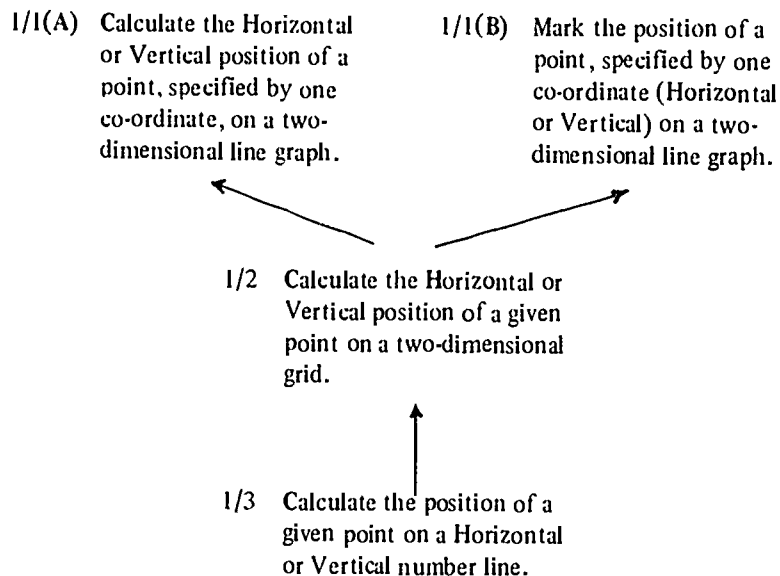 1/1(A) Calculate the Horizontal
or Vertical position of a
point, specified by one
co-ordinate, on a two-
dimensional line graph.
1/1(B) Mark the position of a
point, specified by one
co-ordinate (Horizontal
or Vertical) on a two-
dimensional line graph.
1/2 Calculate the Horizontal or
Vertical position of a given
point on a two-dimensional
grid.
1/3 Calculate the position of a
given point on a Horizontal
or Vertical number line.